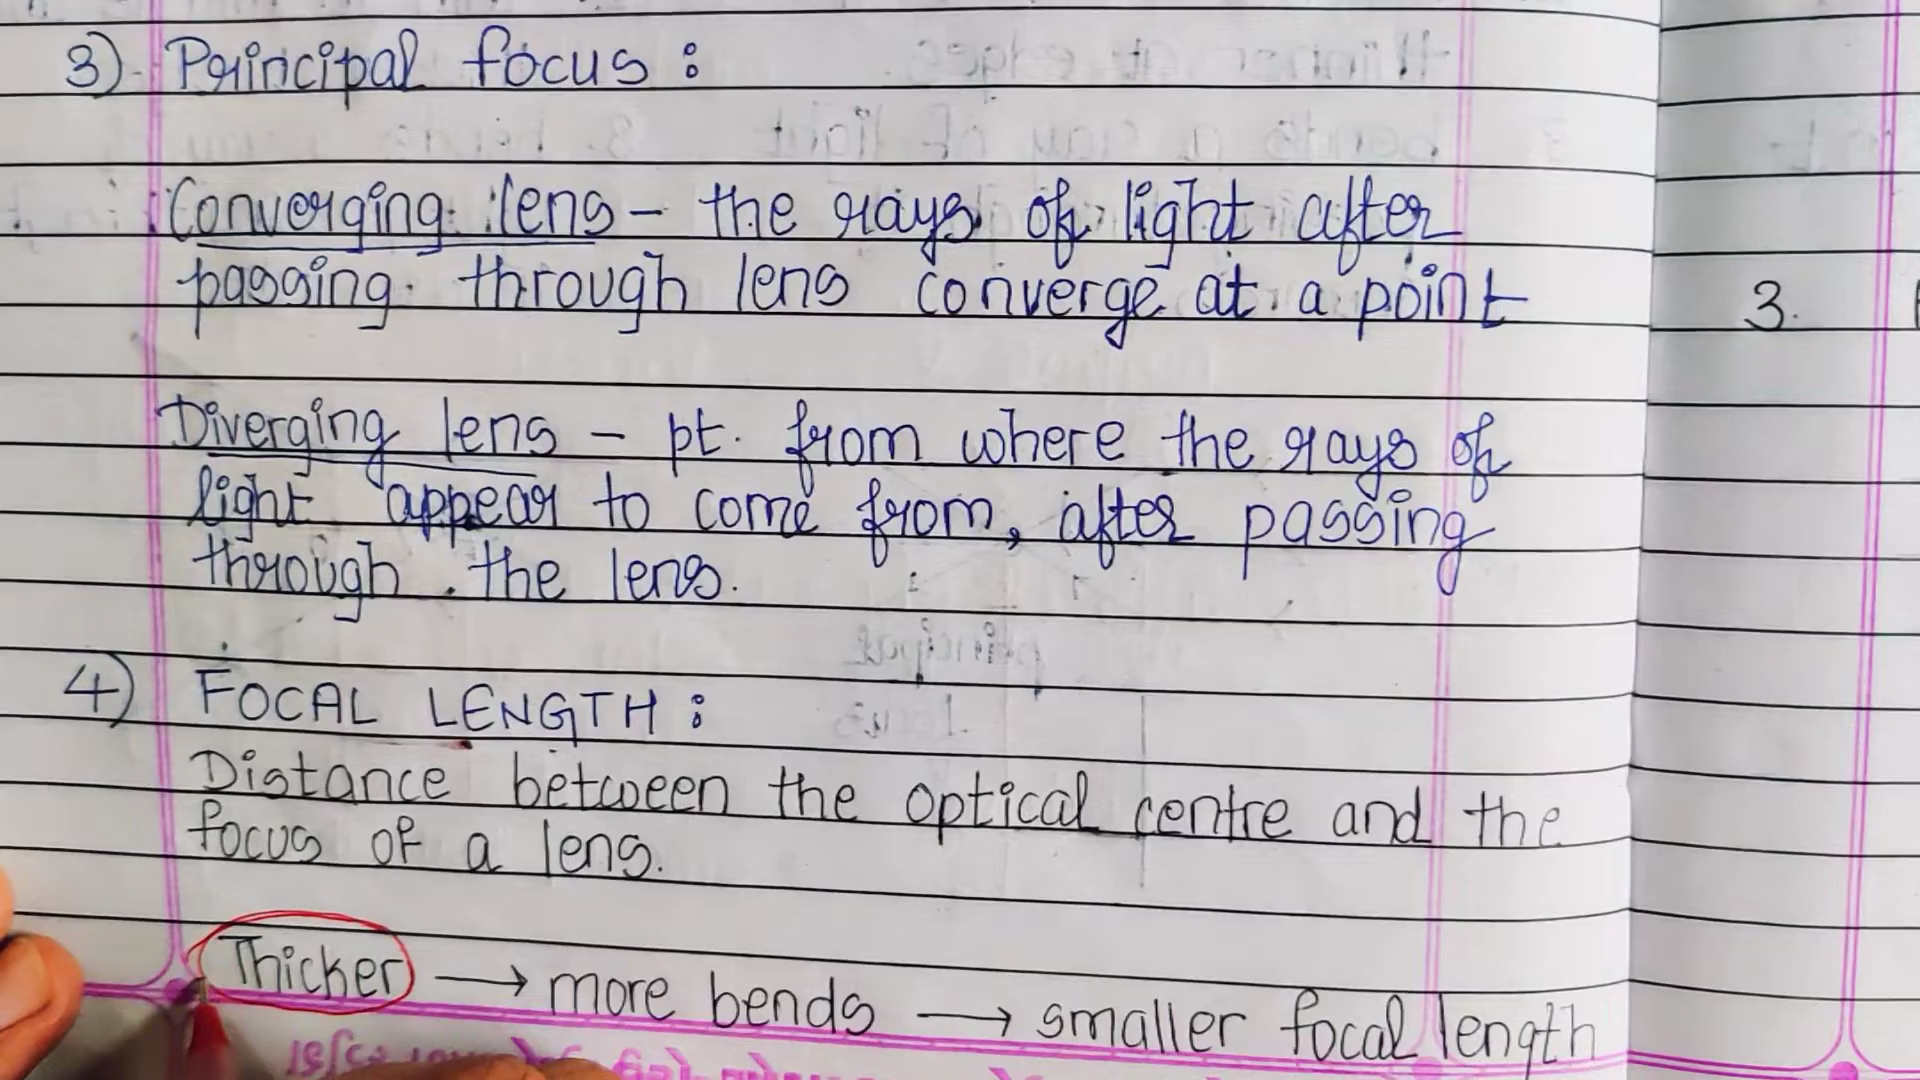 3) Principal focus :
Converging lens – the rays of light after
passing through lens converge at a point
3.
Diverging lens – pt. from where the rays of
light appear to come from, after passing
through the lens.
4) FOCAL LENGTH :
Distance between the optical centre and the
focus of a lens.
Thicker → more bends → smaller focal length